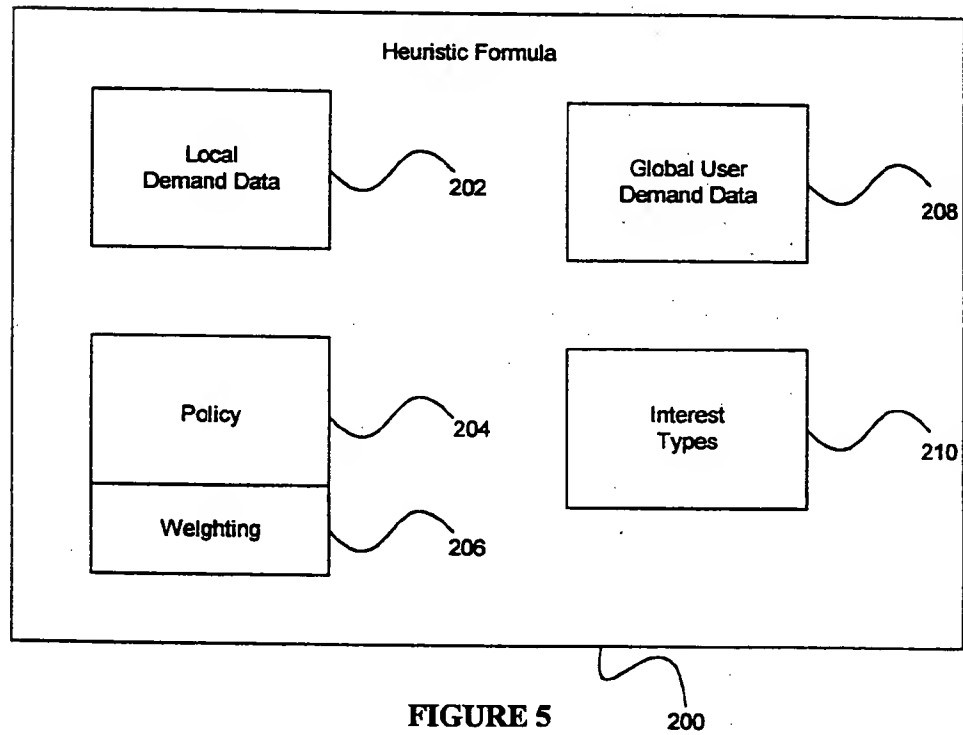 Heuristic Formula
Local
Demand Data
202
Global User
Demand Data
208
Policy
204
Weighting
206
Interest
Types
210
FIGURE 5
200